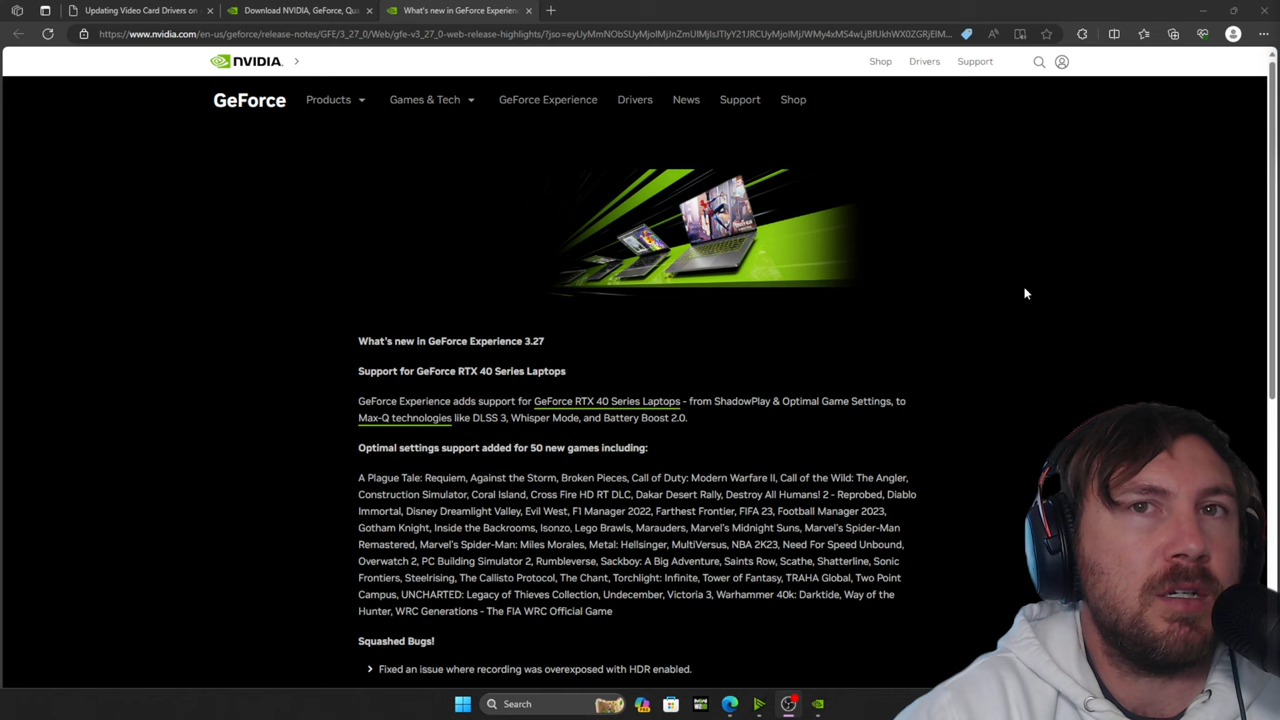 Updating Video Card Drivers on
Download NVIDIA, GeForce, Qua
What's new in GeForce Experienc
https://www.nvidia.com/en-us/geforce/release-notes/GFE/3_27_0/Web/gfe-v3_27_0-web-release-highlights/
NVIDIA.
Shop
Drivers
Support
GeForce
Products
Games & Tech
GeForce Experience
Drivers
News
Support
Shop
What's new in GeForce Experience 3.27
Support for GeForce RTX 40 Series Laptops
GeForce Experience adds support for GeForce RTX 40 Series Laptops - from ShadowPlay & Optimal Game Settings, to
Max-Q technologies like DLSS 3, Whisper Mode, and Battery Boost 2.0.
Optimal settings support added for 50 new games including:
A Plague Tale: Requiem, Against the Storm, Broken Pieces, Call of Duty: Modern Warfare II, Call of the Wild: The Angler,
Construction Simulator, Coral Island, Cross Fire HD RT DLC, Dakar Desert Rally, Destroy All Humans! 2 - Reprobed, Diablo
Immortal, Disney Dreamlight Valley, Evil West, F1 Manager 2022, Farthest Frontier, FIFA 23, Football Manager 2023,
Gotham Knight, Inside the Backrooms, Isonzo, Lego Brawls, Marauders, Marvel's Midnight Suns, Marvel's Spider-Man
Remastered, Marvel's Spider-Man: Miles Morales, Metal: Hellsinger, MultiVersus, NBA 2K23, Need For Speed Unbound,
Overwatch 2, PC Building Simulator 2, Rumbleverse, Sackboy: A Big Adventure, Saints Row, Scathe, Shatterline, Sonic
Frontiers, Steelrising, The Callisto Protocol, The Chant, Torchlight: Infinite, Tower of Fantasy, TRAHA Global, Two Point
Campus, UNCHARTED: Legacy of Thieves Collection, Undecember, Victoria 3, Warhammer 40k: Darktide, Way of the
Hunter, WRC Generations - The FIA WRC Official Game
Squashed Bugs!
Fixed an issue where recording was overexposed with HDR enabled.
Search